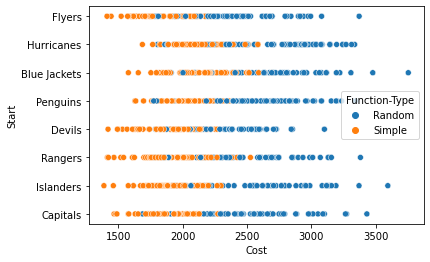 Flyers
Hurricanes
Blue Jackets
Penguins
Devils
Rangers
Islanders
Capitals
Start
Function-Type
Random
Simple
1500 2000 2500 3000 3500
Cost